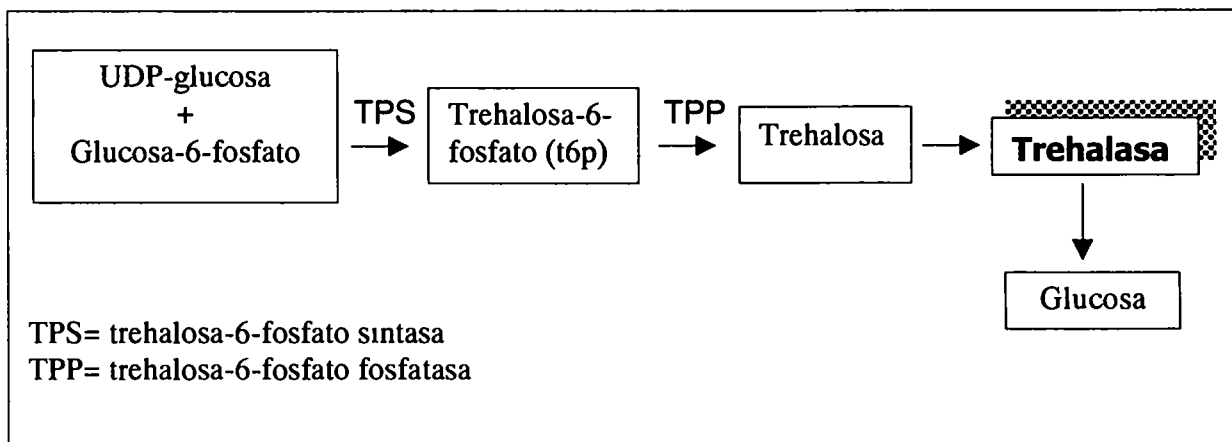 UDP-glucosa
+
Glucosa-6-fosfato
TPS
Trehalosa-6-
fosfato (t6p)
TPP
Trehalosa
Trehalasa
Glucosa
TPS= trehalosa-6-fosfato sintasa
TPP= trehalosa-6-fosfato fosfatasa